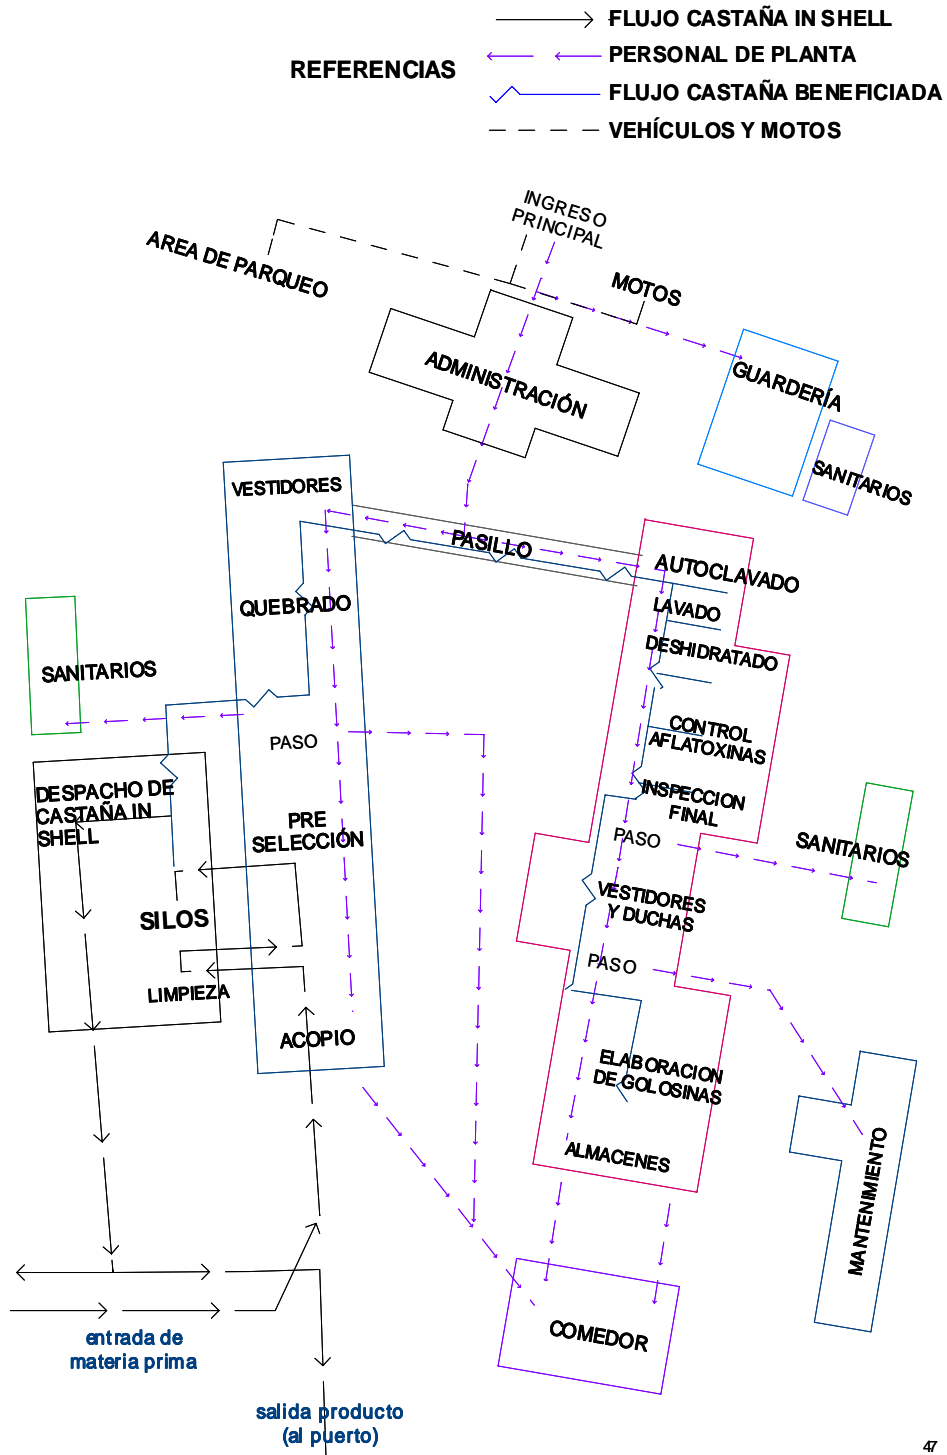 FLUJO CASTAÑA IN SHELL
PERSONAL DE PLANTA
REFERENCIAS
FLUJO CASTAÑA BENEFICIADA
VEHÍCULOS Y MOTOS
INGRESO
PRINCIPAL
AREA DE PARQUEO
MOTOS
ADMINISTRACIÓN
GUARDERÍA
SANITARIOS
VESTIDORES
PASILLO
AUTOCLAVADO
QUEBRADO
LAVADO
DESHIDRATADO
SANITARIOS
CONTROL
AFLATOXINAS
PASO
DESPACHO DE
CASTAÑA IN
SHELL
INSPECCION
FINAL
PRE
SELECCIÓN
PASO
SANITARIOS
SILOS
VESTIDORES
Y DUCHAS
PASO
LIMPIEZA
ACOPIO
ELABORACION
DE GOLOSINAS
ALMACENES
MANTENIMIENTO
COMEDOR
entrada de
materia prima
salida producto
(al puerto)
47